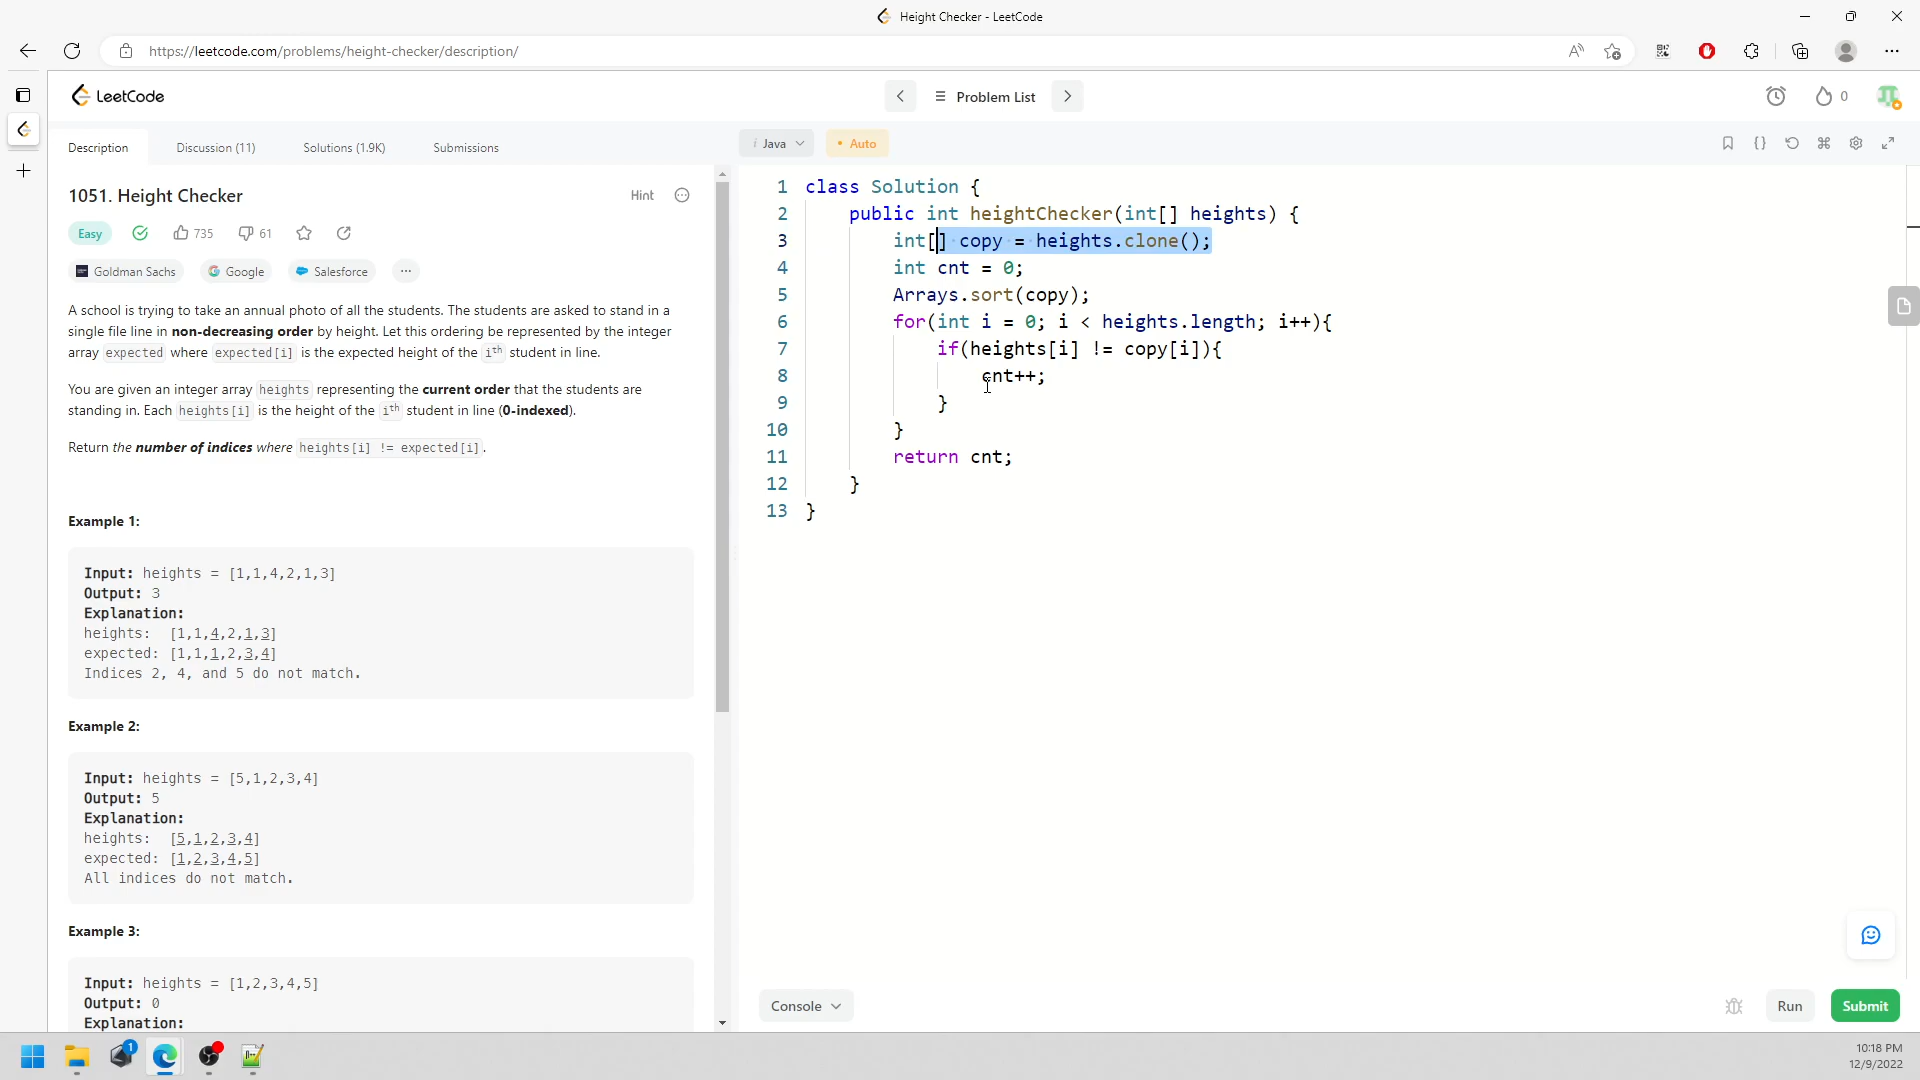 Height Checker - LeetCode
https://leetcode.com/problems/height-checker/description/
LeetCode
Problem List
0
Description
Discussion (11)
Solutions (1.9K)
Submissions
i Java
• Auto
1051. Height Checker
Hint
Easy
735
61
Goldman Sachs
Google
Salesforce
A school is trying to take an annual photo of all the students. The students are asked to stand in a
single file line in non-decreasing order by height. Let this ordering be represented by the integer
array expected where expected[i] is the expected height of the ith student in line.
You are given an integer array heights representing the current order that the students are
standing in. Each heights[i] is the height of the ith student in line (0-indexed).
Return the number of indices where heights[i] != expected[i].
Example 1:
Input: heights = [1,1,4,2,1,3]
Output: 3
Explanation:
heights: [1,1,4,2,1,3]
expected: [1,1,1,2,3,4]
Indices 2, 4, and 5 do not match.
Example 2:
Input: heights = [5,1,2,3,4]
Output: 5
Explanation:
heights: [5,1,2,3,4]
expected: [1,2,3,4,5]
All indices do not match.
Example 3:
Input: heights = [1,2,3,4,5]
Output: 0
Explanation:
1 class Solution {
2 public int heightChecker(int[] heights) {
3 int[] copy = heights.clone();
4 int cnt = 0;
5 Arrays.sort(copy);
6 for(int i = 0; i < heights.length; i++){
7 if(heights[i] != copy[i]){
8 cnt++;
9 }
10 }
11 return cnt;
12 }
13 }
Console
Run
Submit
1
10:18 PM
12/9/2022